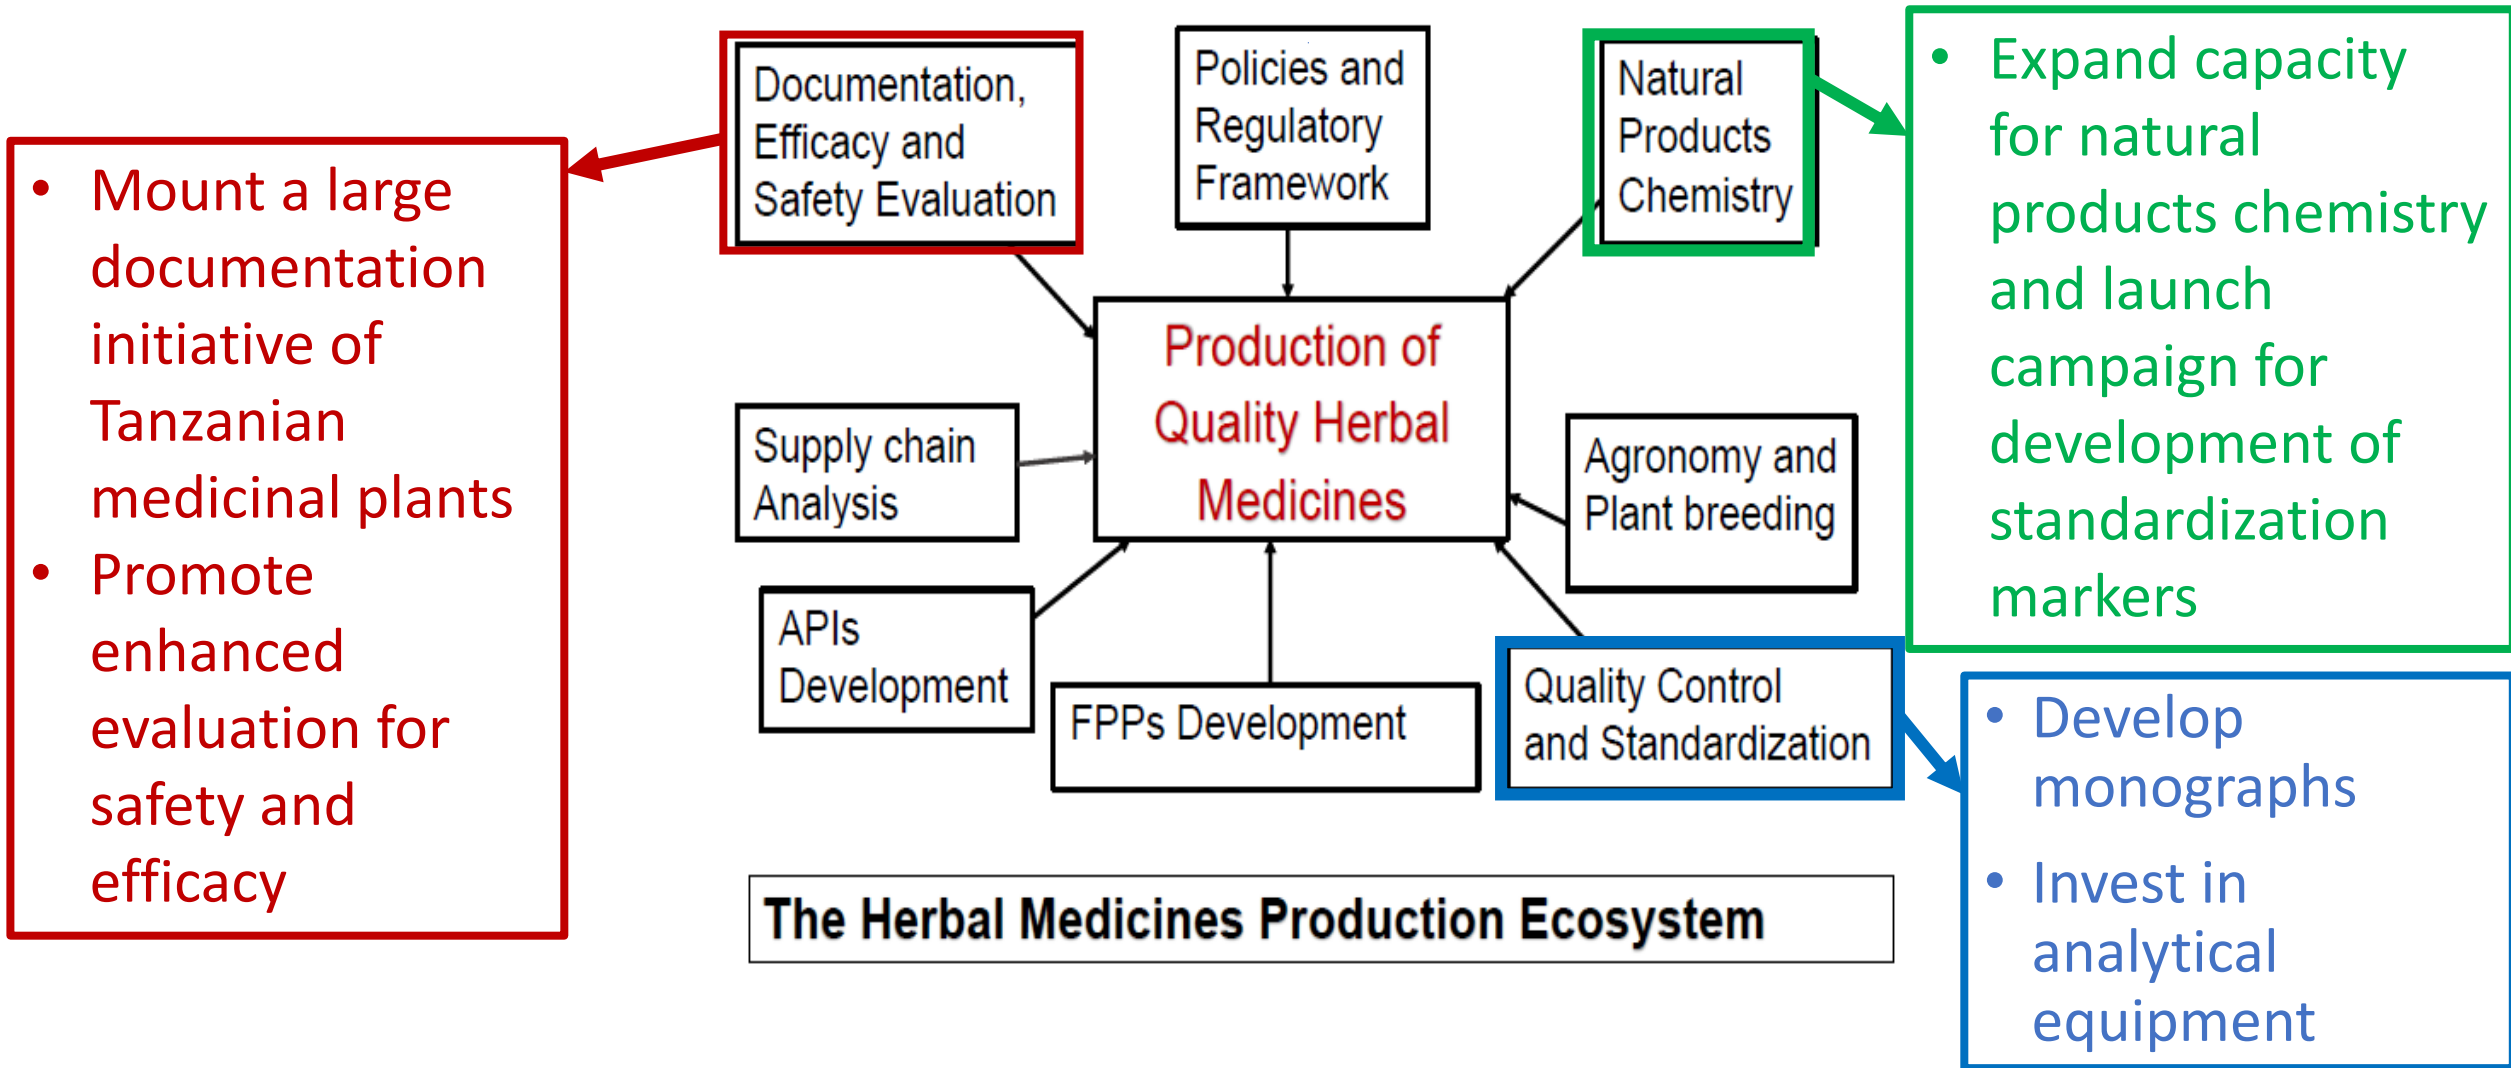 Documentation,
Efficacy and
Safety Evaluation
Policies and
Regulatory
Framework
Natural
Products
Chemistry
• Expand capacity
for natural
products chemistry
and launch
campaign for
development of
standardization
markers
• Mount a large
documentation
initiative of
Tanzanian
medicinal plants
• Promote
enhanced
evaluation for
safety and
efficacy
Production of
Quality Herbal
Medicines
Supply chain
Analysis
Agronomy and
Plant breeding
APIs
Development
FPPs Development
Quality Control
and Standardization
• Develop
monographs
• Invest in
analytical
equipment
The Herbal Medicines Production Ecosystem